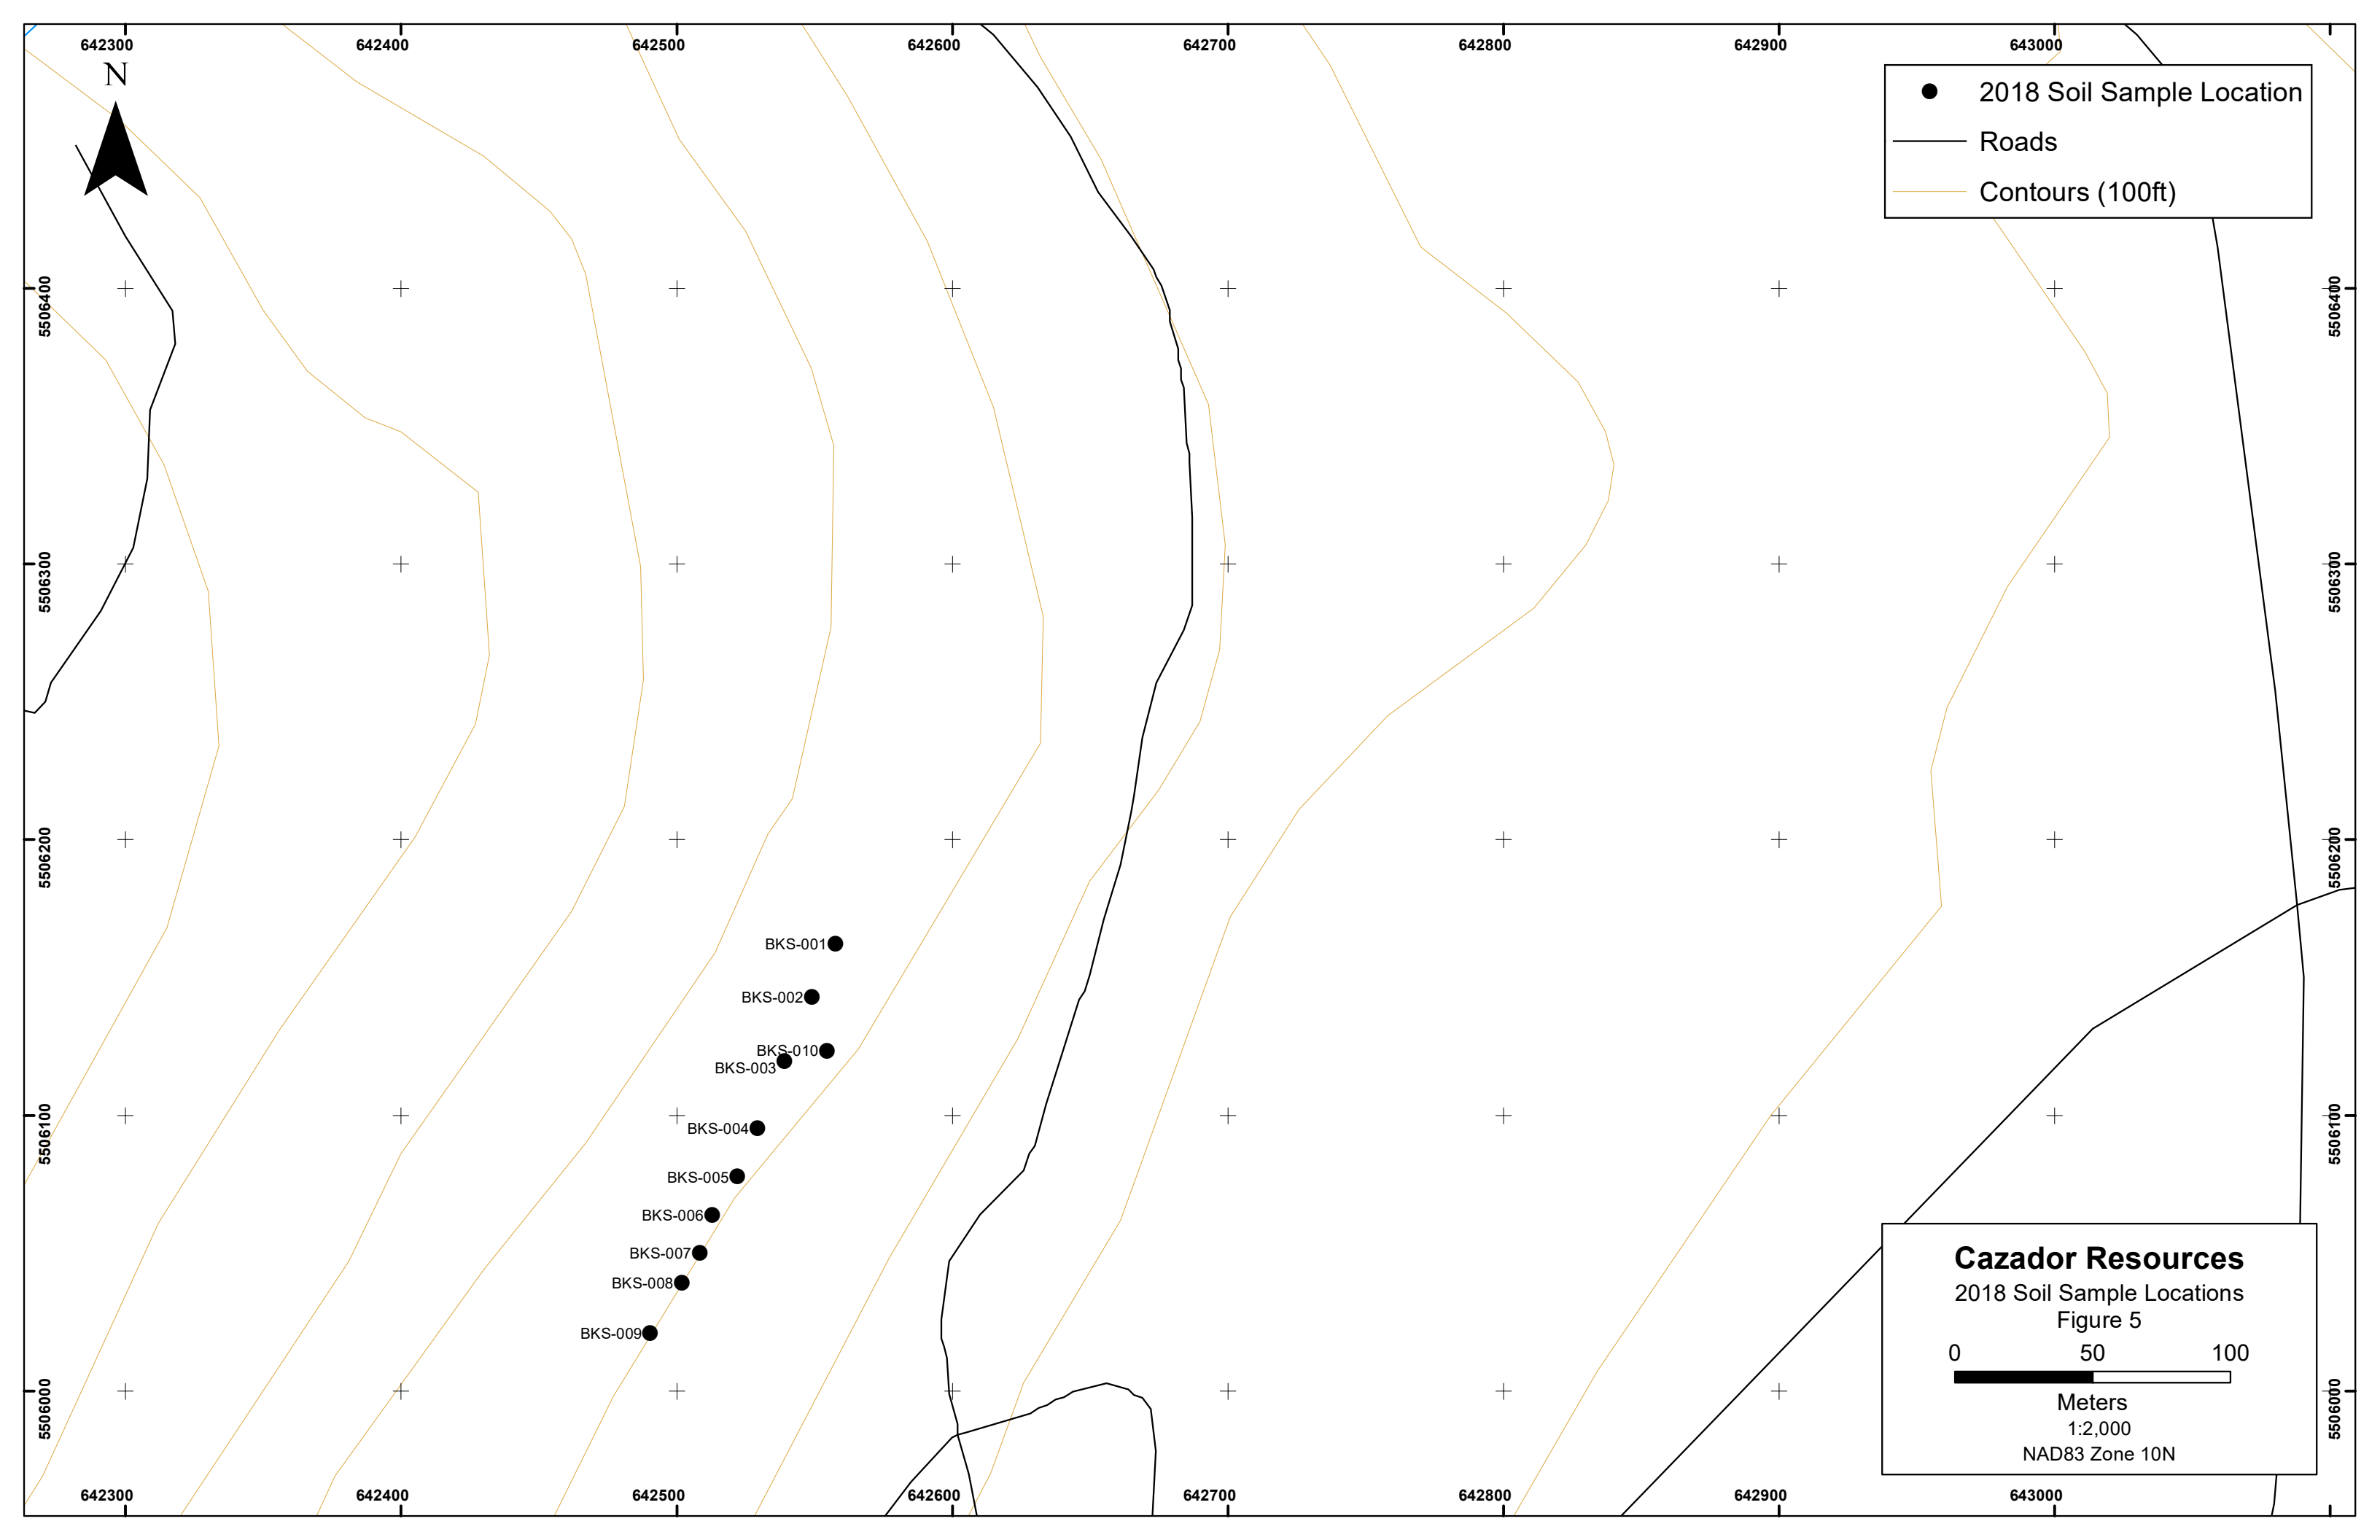 642300 642400 642500 642600 642700 642800 642900 643000
N
2018 Soil Sample Location
Roads
Contours (100ft)
5506400 5506400
5506300 5506300
5506200 5506200
BKS-001
BKS-002
BKS-010
BKS-003
5506100 5506100
BKS-004
BKS-005
BKS-006
BKS-007
BKS-008
BKS-009
5506000 5506000
Cazador Resources
2018 Soil Sample Locations
Figure 5
0 50 100
Meters
1:2,000
NAD83 Zone 10N
642300 642400 642500 642600 642700 642800 642900 643000